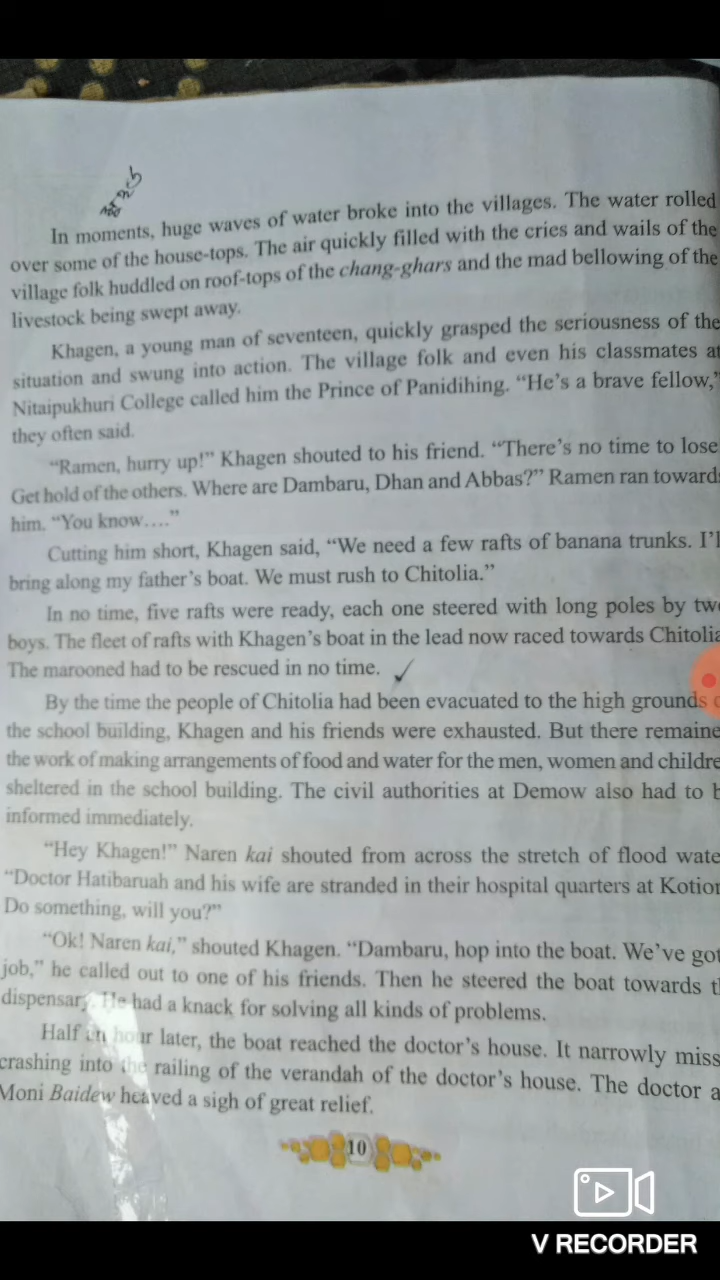 In moments, huge waves of water broke into the villages. The water rolled
over some of the house-tops. The air quickly filled with the cries and wails of the
village folk huddled on roof-tops of the chang-ghars and the mad bellowing of the
livestock being swept away.
Khagen, a young man of seventeen, quickly grasped the seriousness of the
situation and swung into action. The village folk and even his classmates at
Nitaipukhuri College called him the Prince of Panidihing. “He’s a brave fellow,”
they often said.
“Ramen, hurry up!” Khagen shouted to his friend. “There’s no time to lose
Get hold of the others. Where are Dambaru, Dhan and Abbas?” Ramen ran toward
him. “You know....”
Cutting him short, Khagen said, “We need a few rafts of banana trunks. I’l
bring along my father’s boat. We must rush to Chitolia.”
In no time, five rafts were ready, each one steered with long poles by tw
boys. The fleet of rafts with Khagen’s boat in the lead now raced towards Chitolia
The marooned had to be rescued in no time.
By the time the people of Chitolia had been evacuated to the high grounds
the school building, Khagen and his friends were exhausted. But there remaine
the work of making arrangements of food and water for the men, women and childre
sheltered in the school building. The civil authorities at Demow also had to b
informed immediately.
“Hey Khagen!” Naren kai shouted from across the stretch of flood wate
“Doctor Hatibaruah and his wife are stranded in their hospital quarters at Kotior
Do something, will you?”
“Ok! Naren kai,” shouted Khagen. “Dambaru, hop into the boat. We’ve got
job,” he called out to one of his friends. Then he steered the boat towards t
dispensary. He had a knack for solving all kinds of problems.
Half an hour later, the boat reached the doctor’s house. It narrowly miss
crashing into the railing of the verandah of the doctor’s house. The doctor a
Moni Baidew heaved a sigh of great relief.
10
V RECORDER